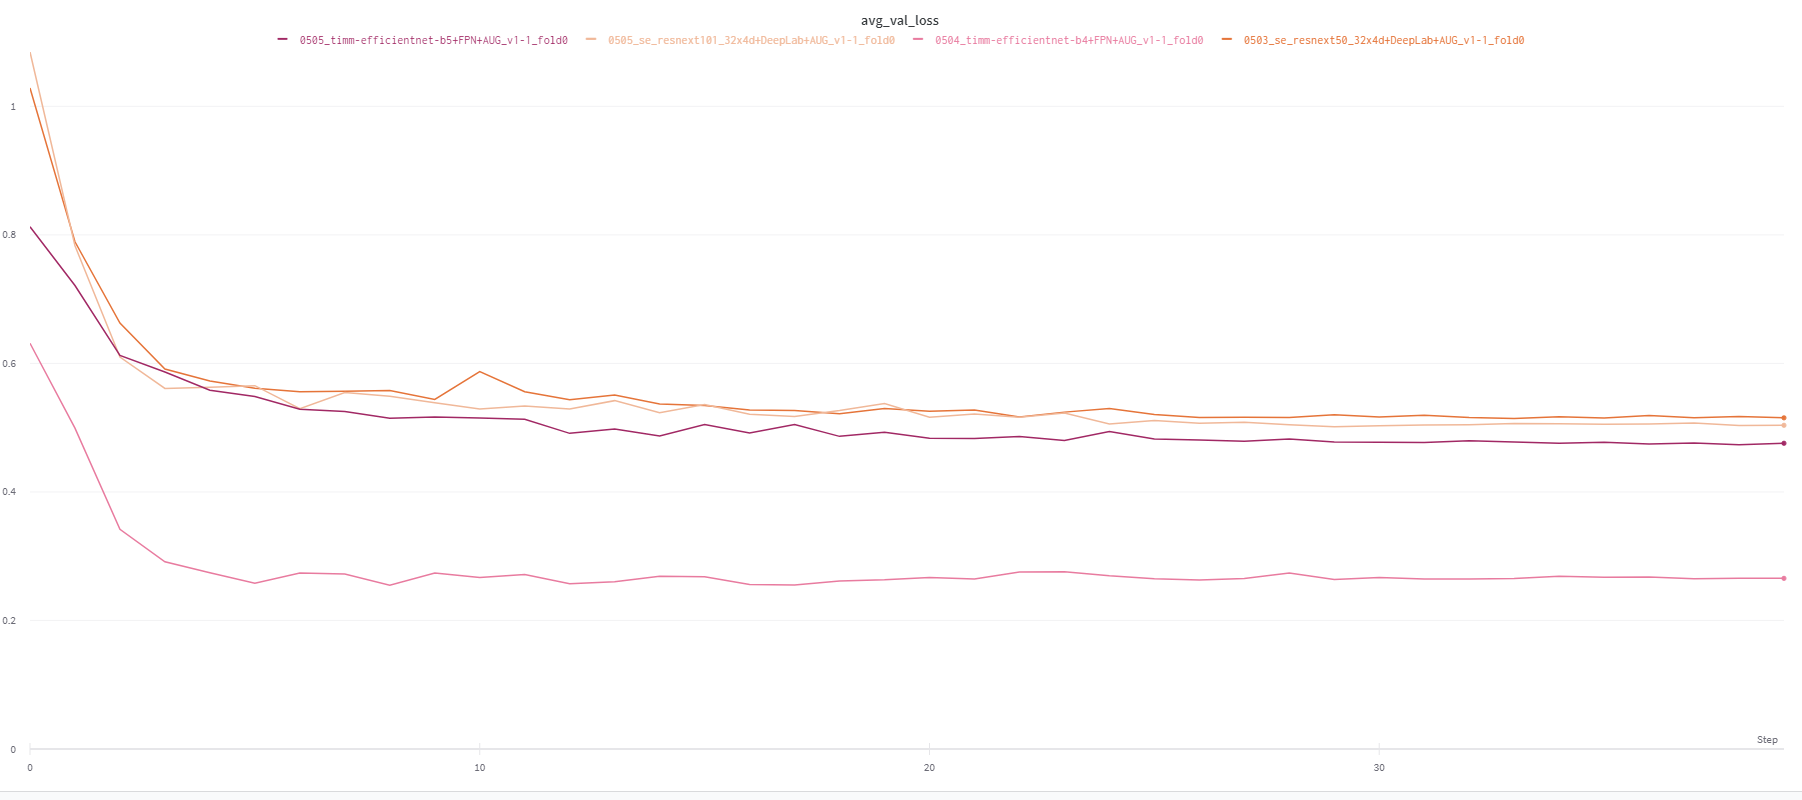 avg_val_loss
0505_timm-efficientnet-b5+FPN+AUG_v1-1_fold0 0505_se_resnext101_32x4d+DeepLab+AUG_v1-1_fold0 0504_timm-efficientnet-b4+FPN+AUG_v1-1_fold0 0503_se_resnext50_32x4d+DeepLab+AUG_v1-1_fold0
1
0.8
0.6
0.4
0.2
0
Step
0 10 20 30